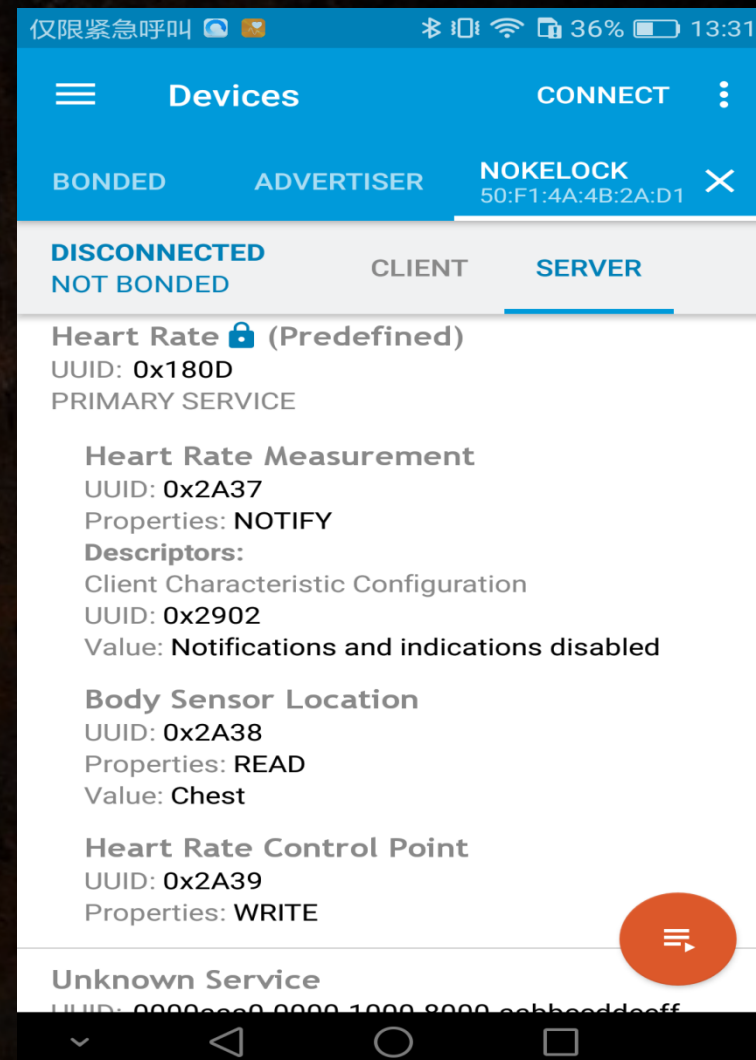 仅限紧急呼叫 36% 13:31
Devices CONNECT
BONDED ADVERTISER NOKELOCK
50:F1:4A:4B:2A:D1
DISCONNECTED
NOT BONDED
CLIENT SERVER
Heart Rate (Predefined)
UUID: 0x180D
PRIMARY SERVICE
Heart Rate Measurement
UUID: 0x2A37
Properties: NOTIFY
Descriptors:
Client Characteristic Configuration
UUID: 0x2902
Value: Notifications and indications disabled
Body Sensor Location
UUID: 0x2A38
Properties: READ
Value: Chest
Heart Rate Control Point
UUID: 0x2A39
Properties: WRITE
Unknown Service
UUID: